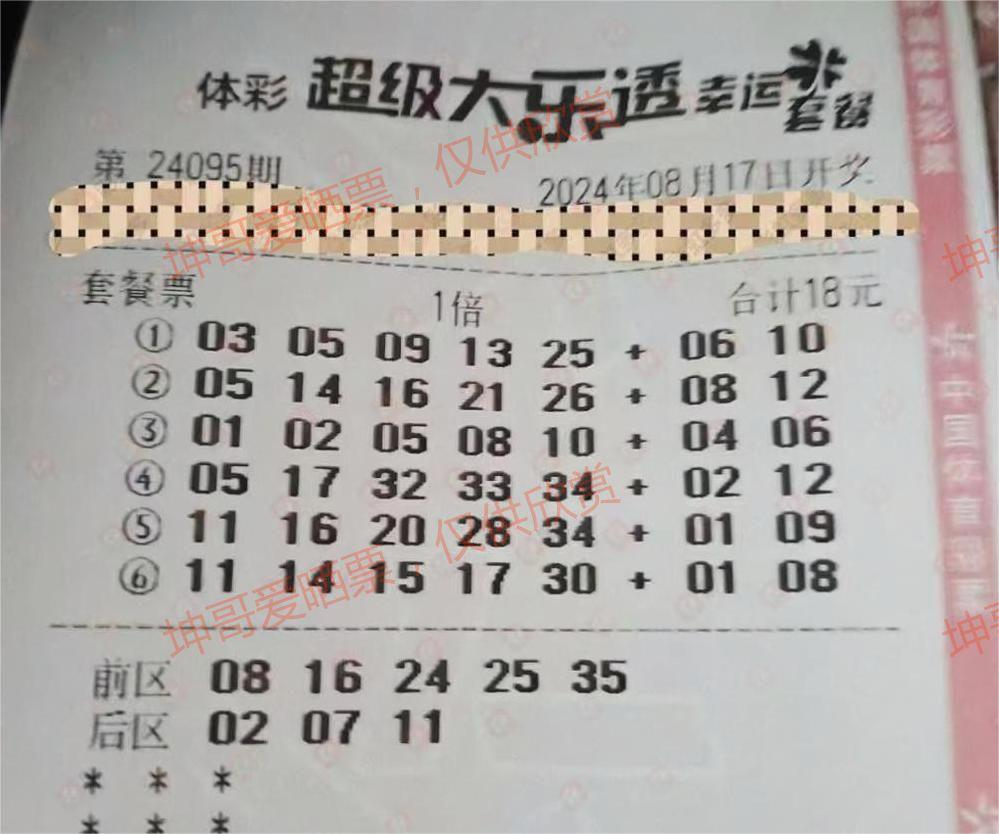 体彩 超级大乐透 幸运套餐
第 24095期
2024年08月17日开奖
坤哥爱晒票，仅供欣赏
套餐票 1倍 合计18元
① 03 05 09 13 25 + 06 10
② 05 14 16 21 26 + 08 12
③ 01 02 05 08 10 + 04 06
④ 05 17 32 33 34 + 02 12
⑤ 11 16 20 28 34 + 01 09
⑥ 11 14 15 17 30 + 01 08
坤哥爱晒票，仅供欣赏
前区 08 16 24 25 35
后区 02 07 11
* * *
* * *
中国体育彩票
坤
坤